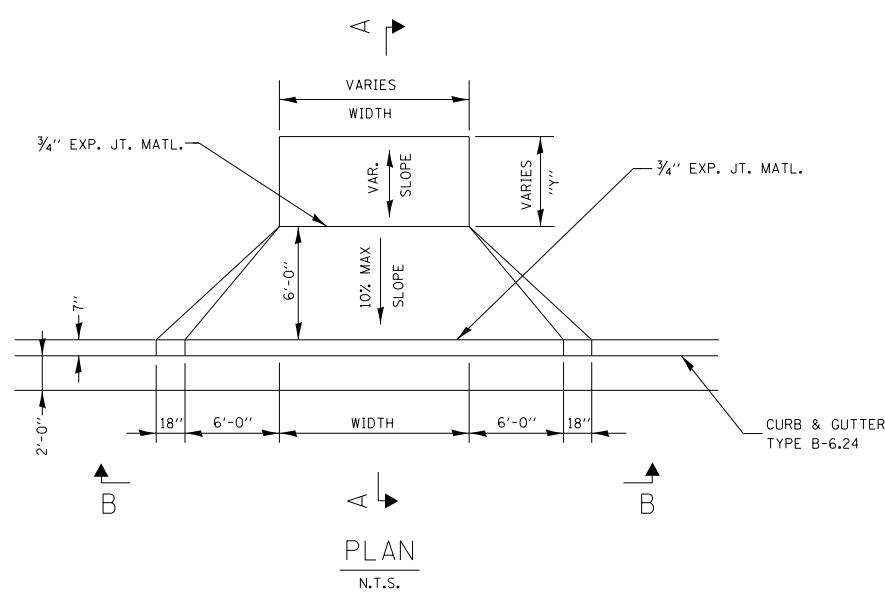 A
VARIES
WIDTH
¾'' EXP. JT. MATL.
VAR.
SLOPE
VARIES
"Y"
¾'' EXP. JT. MATL.
6'-0''
10% MAX
SLOPE
7''
2'-0''
18''
6'-0''
WIDTH
6'-0''
18''
CURB & GUTTER
TYPE B-6.24
B
A
B
PLAN
N.T.S.